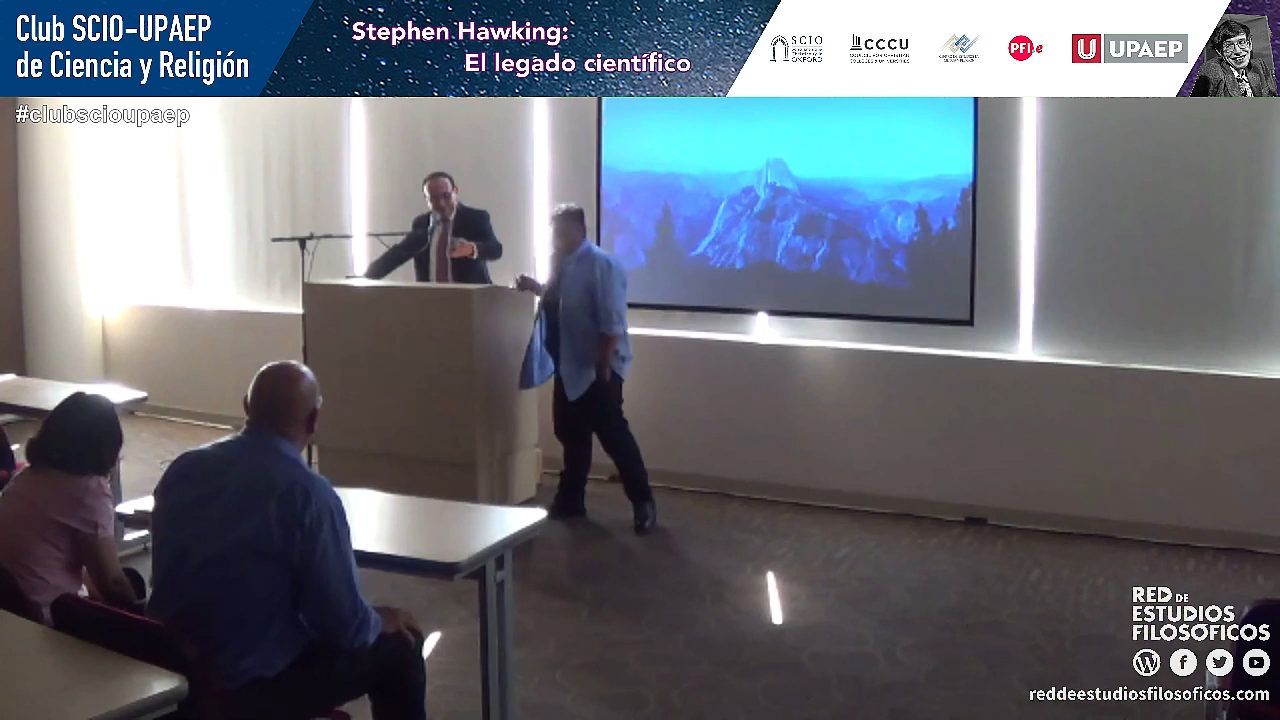 Club SCIO-UPAEP
de Ciencia y Religión
Stephen Hawking:
El legado científico
SCIO
OXFORD
CCCU
PFI.e
U UPAEP
#clubscioupaep
RED DE
ESTUDIOS
FILOSÓFICOS
reddeestudiosfilosoficos.com